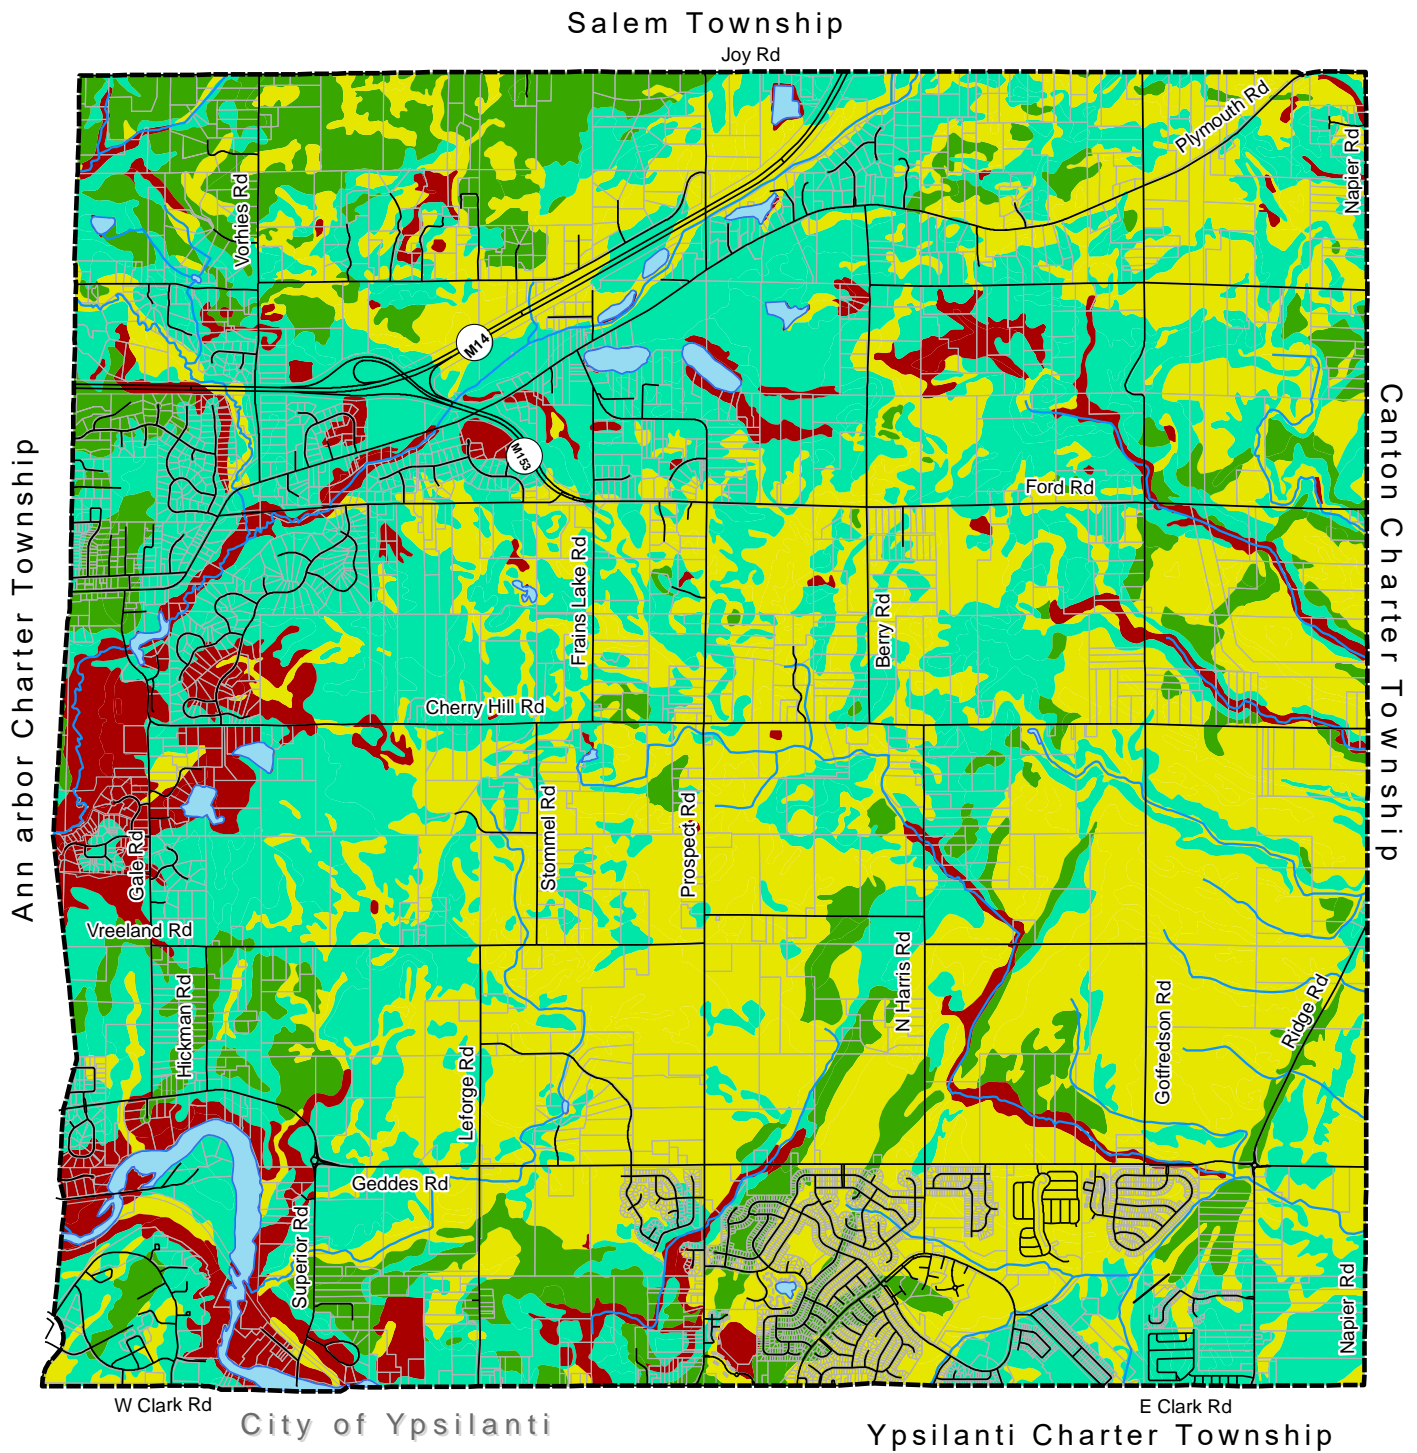 Salem Township
Joy Rd
Plymouth Rd
Napier Rd
Vorhies Rd
M14
M153
Ford Rd
Canton Charter Township
Ann arbor Charter Township
Frains Lake Rd
Berry Rd
Cherry Hill Rd
Stommel Rd
Prospect Rd
Gale Rd
Vreeland Rd
N Harris Rd
Hickman Rd
Gotfredson Rd
Ridge Rd
Leforge Rd
Geddes Rd
Superior Rd
Napier Rd
W Clark Rd
E Clark Rd
City of Ypsilanti
Ypsilanti Charter Township